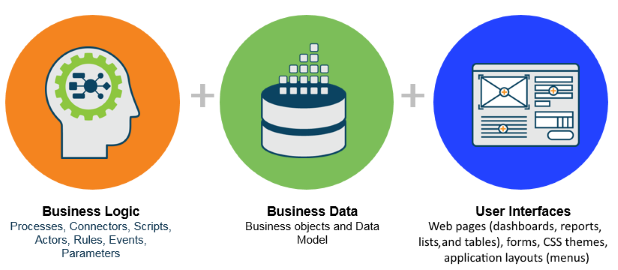 Business Logic
Processes, Connectors, Scripts,
Actors, Rules, Events,
Parameters
Business Data
Business objects and Data
Model
User Interfaces
Web pages (dashboards, reports,
lists,and tables), forms, CSS themes,
application layouts (menus)